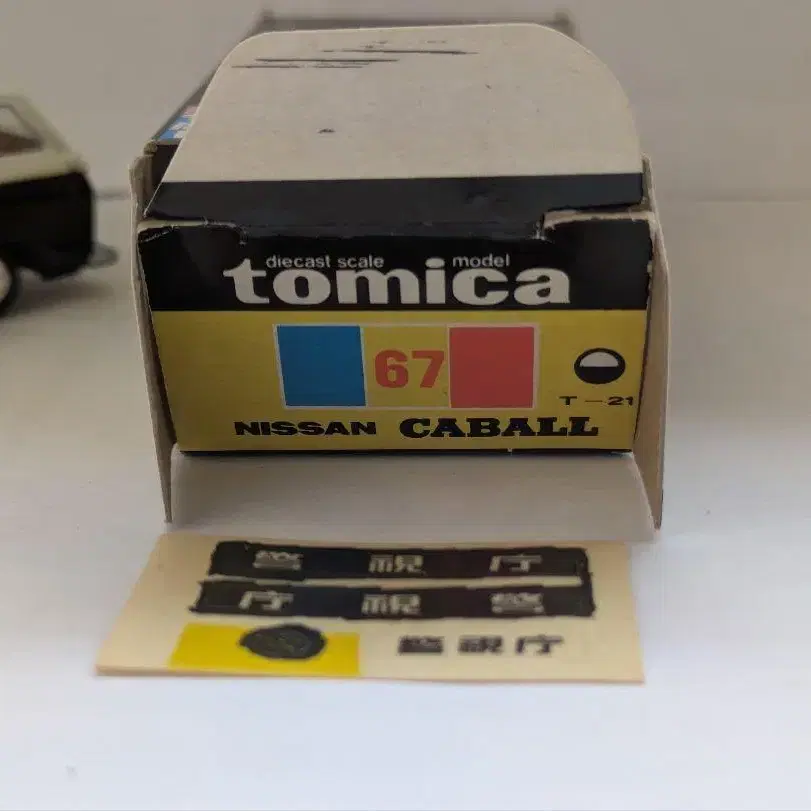 diecast scale model
tomica
67
T-21
NISSAN CABALL
警 視 庁
庁 視 警
警視庁